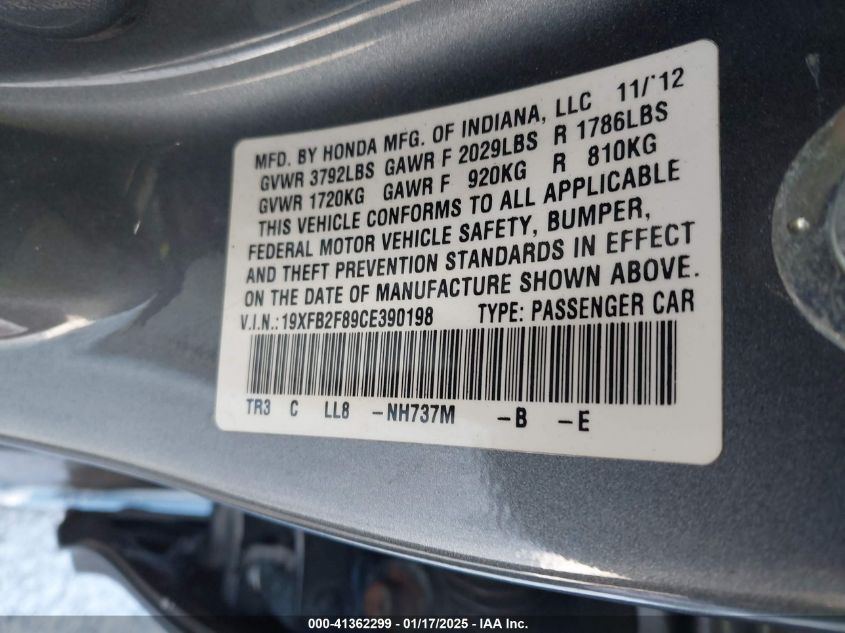 MFD. BY HONDA MFG. OF INDIANA, LLC 11/'12
GVWR 3792LBS GAWR F 2029LBS R 1786LBS
GVWR 1720KG GAWR F 920KG R 810KG
THIS VEHICLE CONFORMS TO ALL APPLICABLE
FEDERAL MOTOR VEHICLE SAFETY, BUMPER,
AND THEFT PREVENTION STANDARDS IN EFFECT
ON THE DATE OF MANUFACTURE SHOWN ABOVE.
V.I.N.:19XFB2F89CE390198 TYPE: PASSENGER CAR
TR3 C LL8 -NH737M -B -E
000-41362299 / 01/17/2025 - IAA Inc.